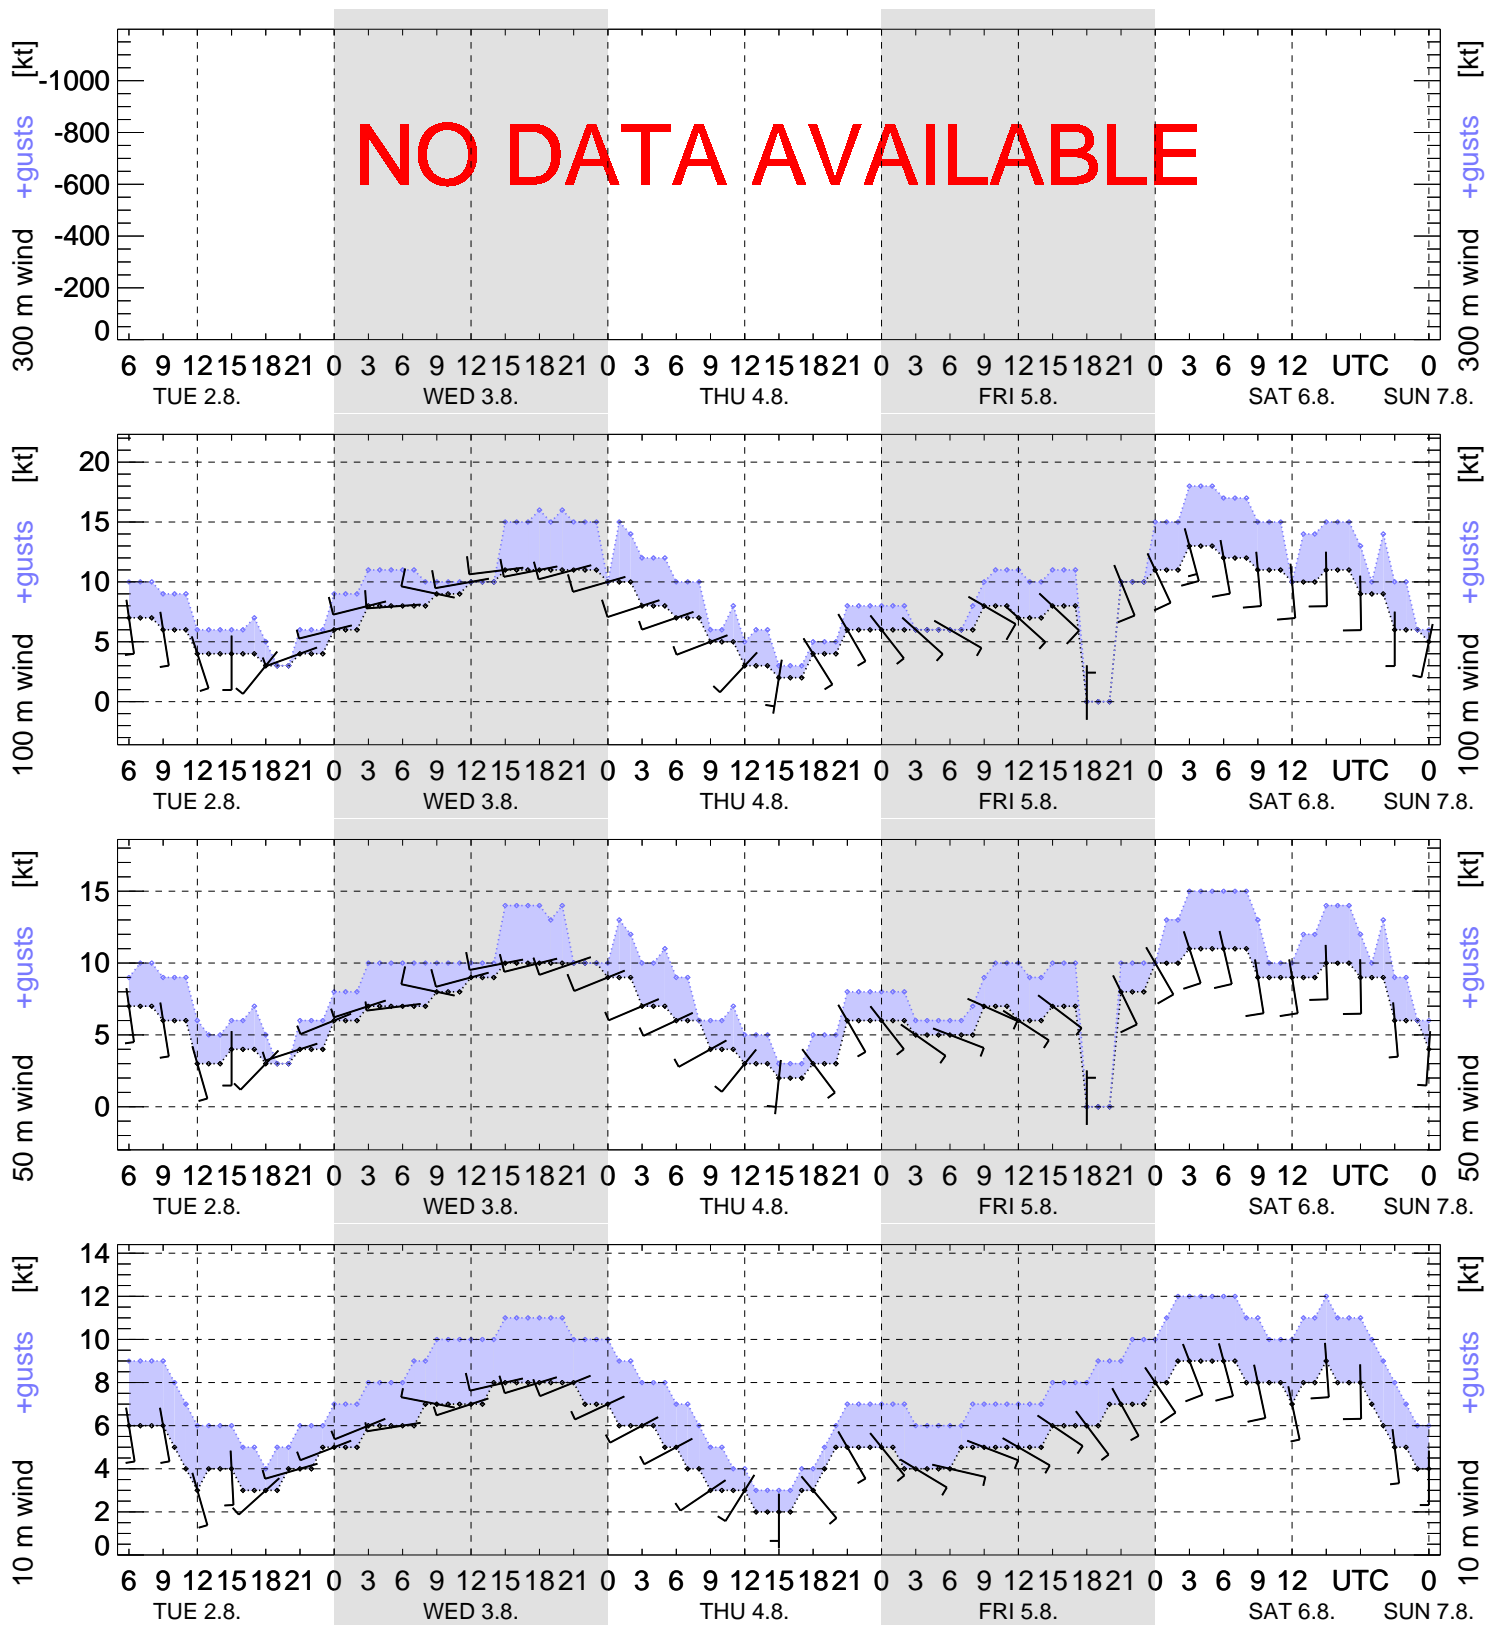 300 m wind +gusts [kt]
-1000
-800
-600
-400
-200
0
NO DATA AVAILABLE
300 m wind +gusts [kt]
6 9 12 15 18 21 0 3 6 9 12 15 18 21 0 3 6 9 12 15 18 21 0 3 6 9 12 15 18 21 0 3 6 9 12 UTC 0
TUE 2.8. WED 3.8. THU 4.8. FRI 5.8. SAT 6.8. SUN 7.8.
100 m wind +gusts [kt]
20
15
10
5
0
100 m wind +gusts [kt]
6 9 12 15 18 21 0 3 6 9 12 15 18 21 0 3 6 9 12 15 18 21 0 3 6 9 12 15 18 21 0 3 6 9 12 UTC 0
TUE 2.8. WED 3.8. THU 4.8. FRI 5.8. SAT 6.8. SUN 7.8.
50 m wind +gusts [kt]
15
10
5
0
50 m wind +gusts [kt]
6 9 12 15 18 21 0 3 6 9 12 15 18 21 0 3 6 9 12 15 18 21 0 3 6 9 12 15 18 21 0 3 6 9 12 UTC 0
TUE 2.8. WED 3.8. THU 4.8. FRI 5.8. SAT 6.8. SUN 7.8.
10 m wind +gusts [kt]
14
12
10
8
6
4
2
0
10 m wind +gusts [kt]
6 9 12 15 18 21 0 3 6 9 12 15 18 21 0 3 6 9 12 15 18 21 0 3 6 9 12 15 18 21 0 3 6 9 12 UTC 0
TUE 2.8. WED 3.8. THU 4.8. FRI 5.8. SAT 6.8. SUN 7.8.